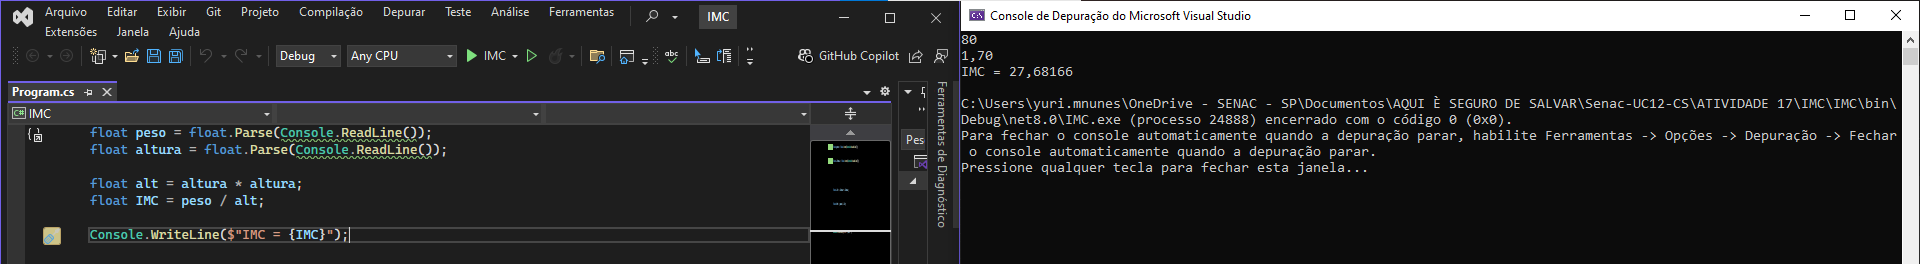 Arquivo Editar Exibir Git Projeto Compilação Depurar Teste Análise Ferramentas
IMC
Extensões Janela Ajuda
Debug Any CPU IMC GitHub Copilot
Program.cs
IMC
float peso = float.Parse(Console.ReadLine());
float altura = float.Parse(Console.ReadLine());
float alt = altura * altura;
float IMC = peso / alt;
Console.WriteLine($"IMC = {IMC}");
Pes
Ferramentas de Diagnóstico
Console de Depuração do Microsoft Visual Studio
80
1,70
IMC = 27,68166
C:\Users\yuri.mnunes\OneDrive - SENAC - SP\Documentos\AQUI È SEGURO DE SALVAR\Senac-UC12-CS\ATIVIDADE 17\IMC\IMC\bin\
Debug\net8.0\IMC.exe (processo 24888) encerrado com o código 0 (0x0).
Para fechar o console automaticamente quando a depuração parar, habilite Ferramentas -> Opções -> Depuração -> Fechar
o console automaticamente quando a depuração parar.
Pressione qualquer tecla para fechar esta janela...